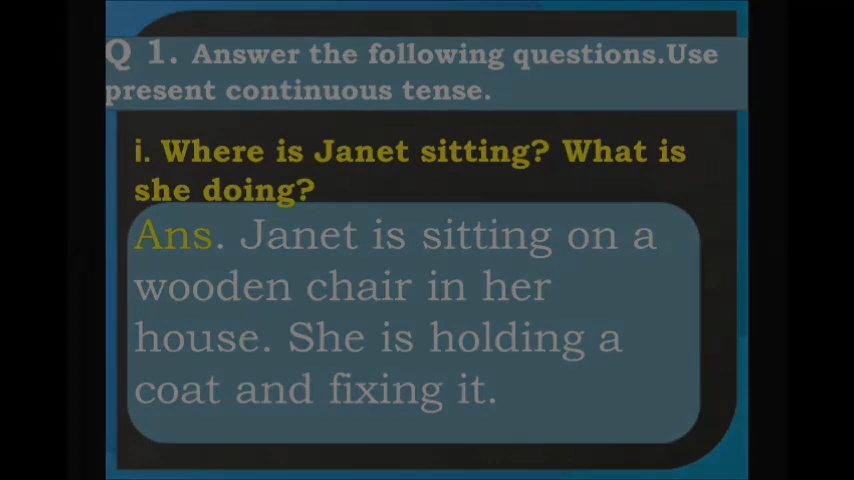 Q 1. Answer the following questions.Use
present continuous tense.
i. Where is Janet sitting? What is
she doing?
Ans. Janet is sitting on a
wooden chair in her
house. She is holding a
coat and fixing it.